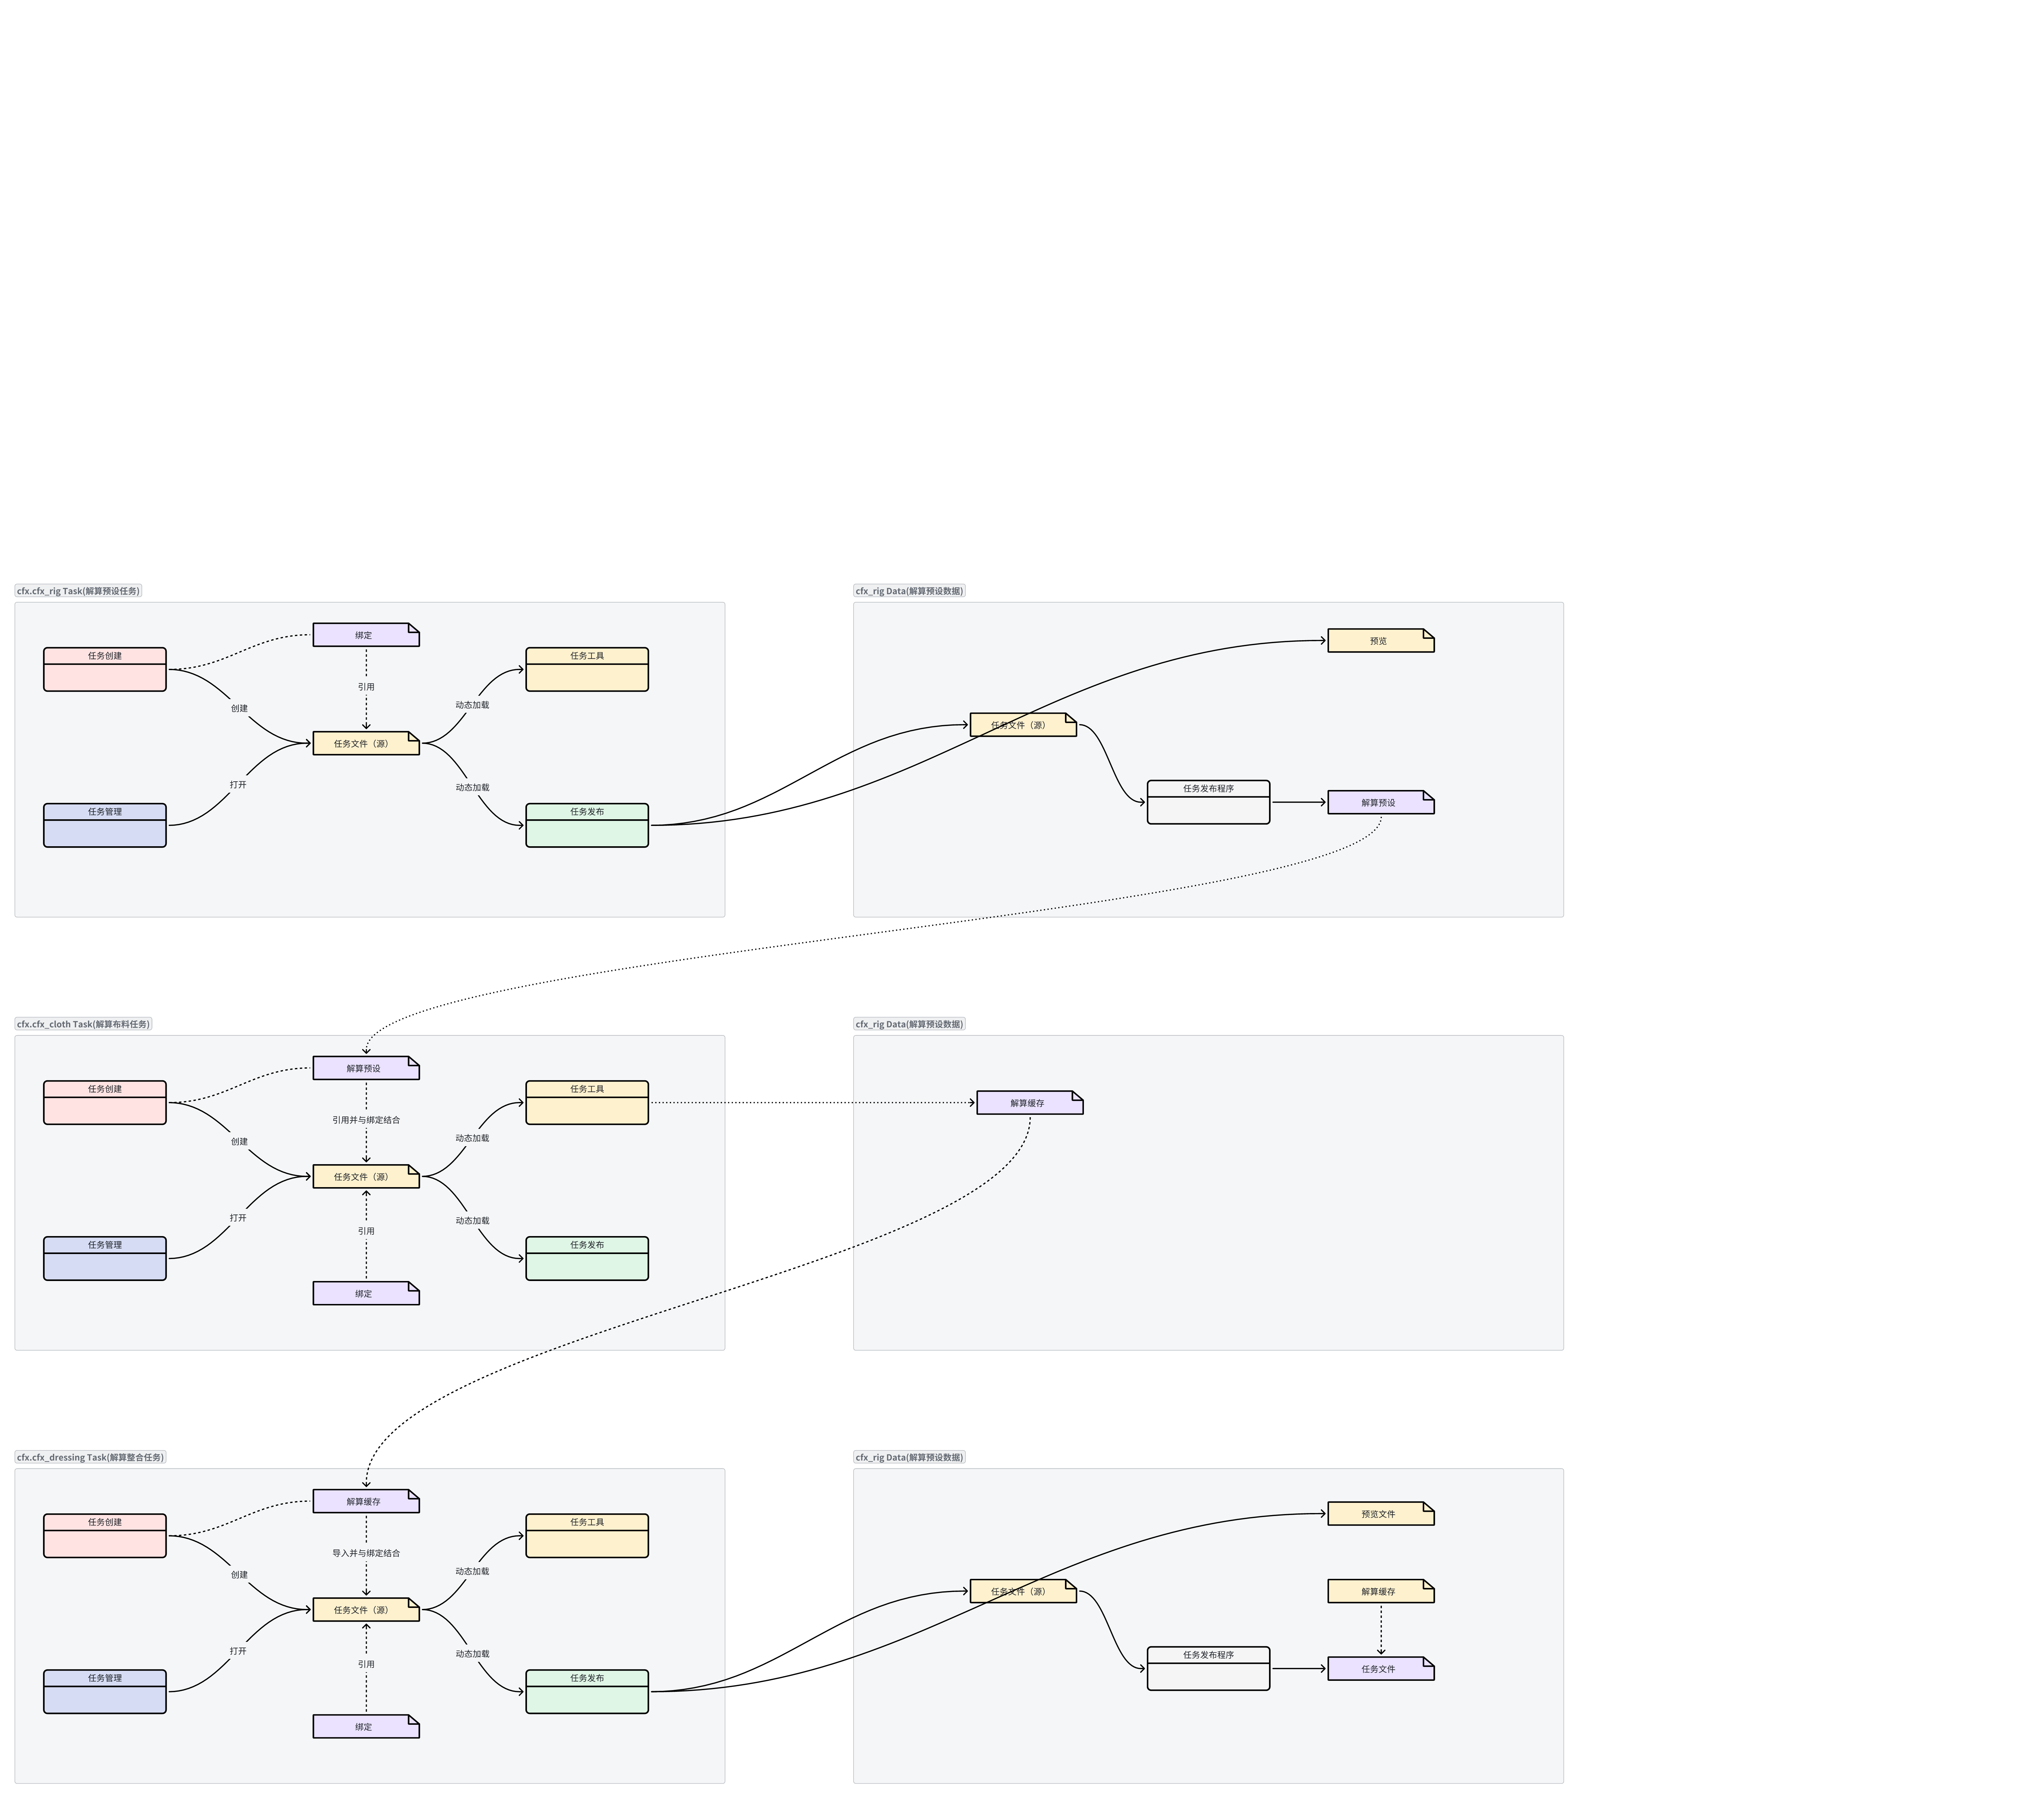 cfx.cfx_rig Task(解算预设任务)
cfx_rig Data(解算预设数据)
绑定
预览
任务创建
任务工具
引用
动态加载
创建
任务文件（源）
任务文件（源）
打开
动态加载
任务发布程序
解算预设
任务管理
任务发布
cfx.cfx_cloth Task(解算布料任务)
cfx_rig Data(解算预设数据)
解算预设
任务创建
任务工具
解算缓存
引用并与绑定结合
动态加载
创建
任务文件（源）
打开
动态加载
引用
任务管理
任务发布
绑定
cfx.cfx_dressing Task(解算整合任务)
cfx_rig Data(解算预设数据)
解算缓存
预览文件
任务创建
任务工具
导入并与绑定结合
动态加载
创建
任务文件（源）
任务文件（源）
解算缓存
打开
动态加载
引用
任务发布程序
任务文件
任务管理
任务发布
绑定